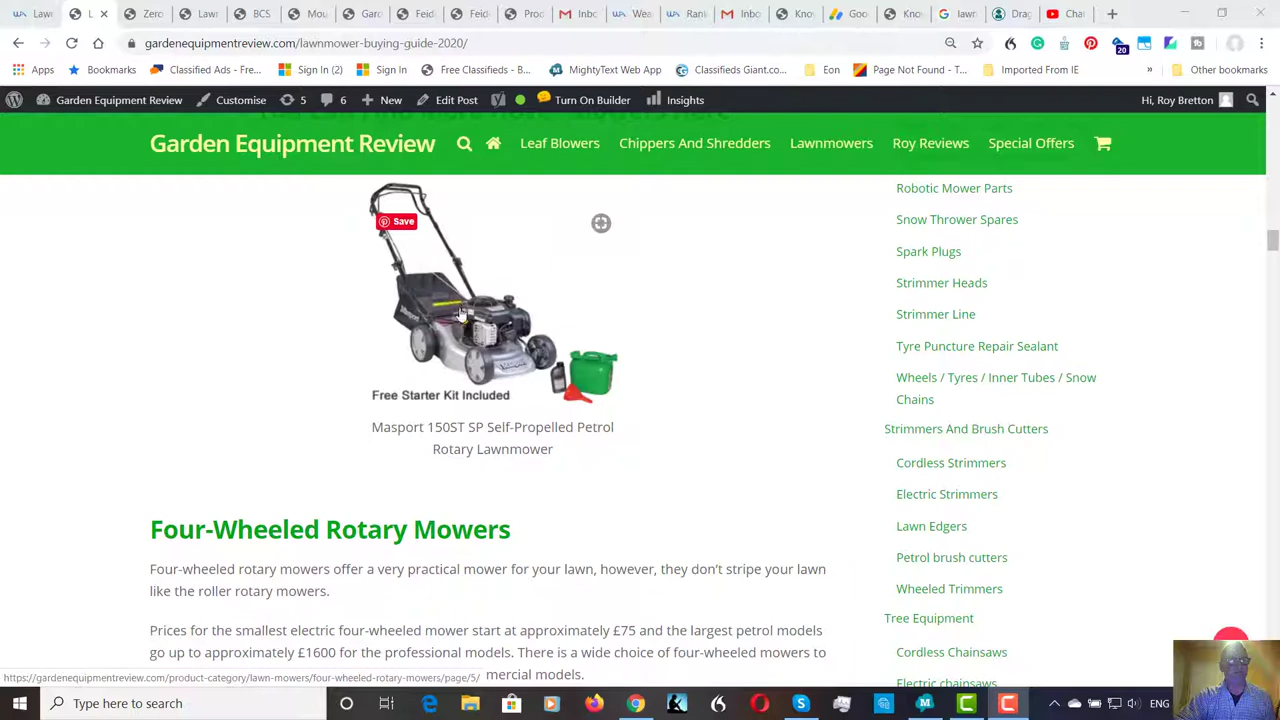 Law
L
Zero
Law
BCS
Mou
Gar
Feid
Feid
Proc
Inbo
Wea
Rank
Inbo
Kno
Goo
Kno
lawn
Drag
Cha
gardenequipmentreview.com/lawnmower-buying-guide-2020/
20
Apps
Bookmarks
Classified Ads - Fre...
Sign In (2)
Sign In
Free Classifieds - B...
MightyText Web App
Classifieds Giant.co...
Eon
Page Not Found - T...
Imported From IE
»
Other bookmarks
Garden Equipment Review
Customise
5
6
New
Edit Post
Turn On Builder
Insights
Hi, Roy Bretton
Garden Equipment Review
Leaf Blowers
Chippers And Shredders
Lawnmowers
Roy Reviews
Special Offers
Save
Free Starter Kit Included
Masport 150ST SP Self-Propelled Petrol
Rotary Lawnmower
Four-Wheeled Rotary Mowers
Four-wheeled rotary mowers offer a very practical mower for your lawn, however, they don’t stripe your lawn
like the roller rotary mowers.
Prices for the smallest electric four-wheeled mower start at approximately £75 and the largest petrol models
go up to approximately £1600 for the professional models. There is a wide choice of four-wheeled mowers to
mercial models.
Robotic Mower Parts
Snow Thrower Spares
Spark Plugs
Strimmer Heads
Strimmer Line
Tyre Puncture Repair Sealant
Wheels / Tyres / Inner Tubes / Snow
Chains
Strimmers And Brush Cutters
Cordless Strimmers
Electric Strimmers
Lawn Edgers
Petrol brush cutters
Wheeled Trimmers
Tree Equipment
Cordless Chainsaws
Electric chainsaws
https://gardenequipmentreview.com/product-category/lawn-mowers/four-wheeled-rotary-mowers/page/5/
Type here to search
ENG